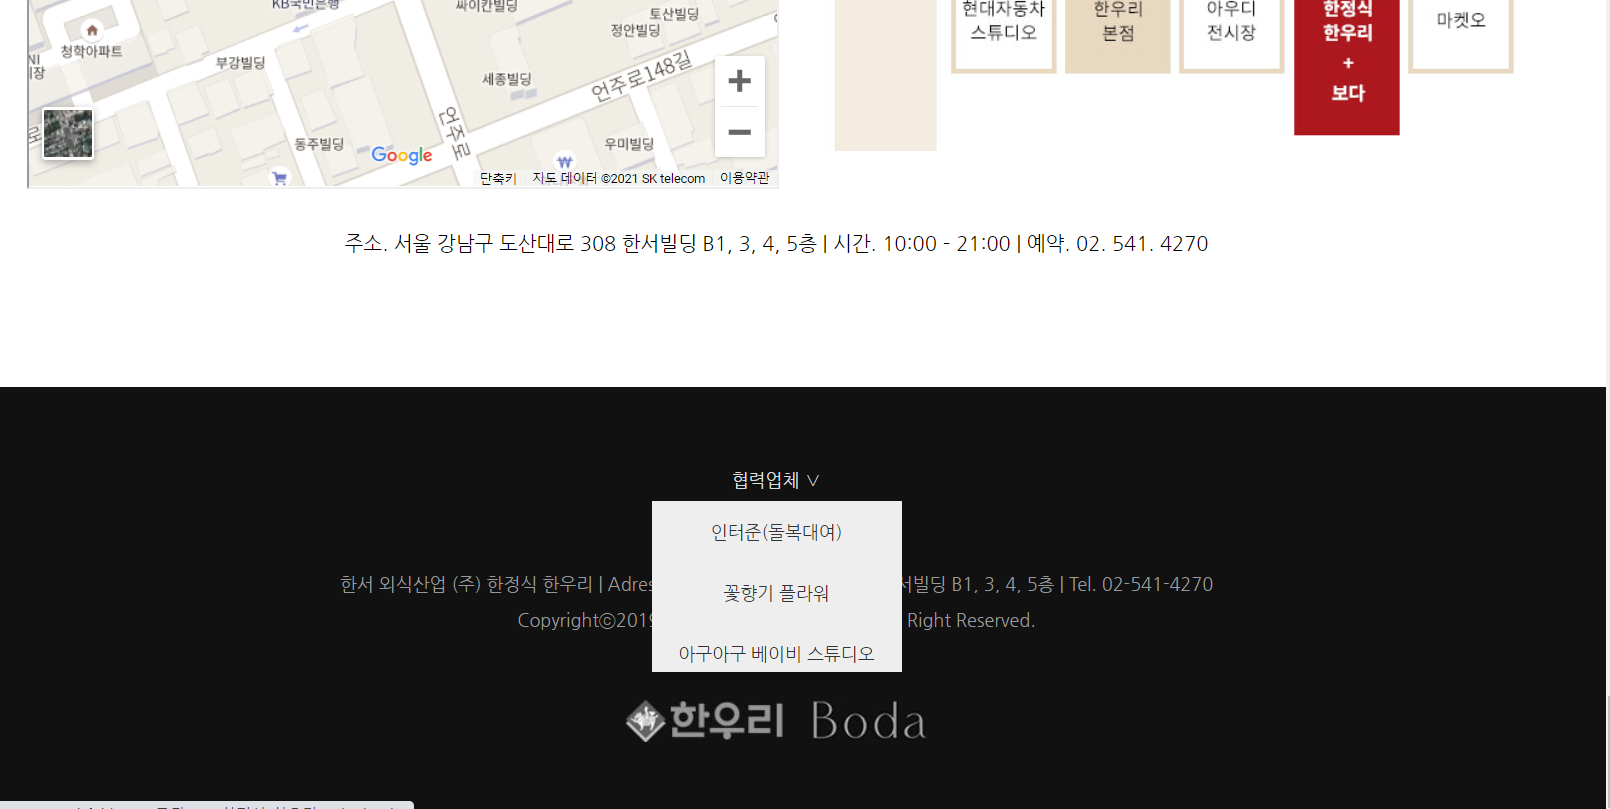 KB국민은행
싸이칸빌딩
토산빌딩
정안빌딩
청학아파트
부강빌딩
세종빌딩
언주로148길
언주로
동주빌딩
우미빌딩
Google
단축키 지도 데이터 ©2021 SK telecom 이용약관
현대자동차
스튜디오
한우리
본점
아우디
전시장
한정식
한우리
+
보다
마켓오
주소. 서울 강남구 도산대로 308 한서빌딩 B1, 3, 4, 5층 | 시간. 10:00 - 21:00 | 예약. 02. 541. 4270
협력업체 ∨
인터준(돌복대여)
꽃향기 플라워
아구아구 베이비 스튜디오
한서 외식산업 (주) 한정식 한우리 | Adres 서빌딩 B1, 3, 4, 5층 | Tel. 02-541-4270
Copyrightⓒ2019 Right Reserved.
한우리 Boda